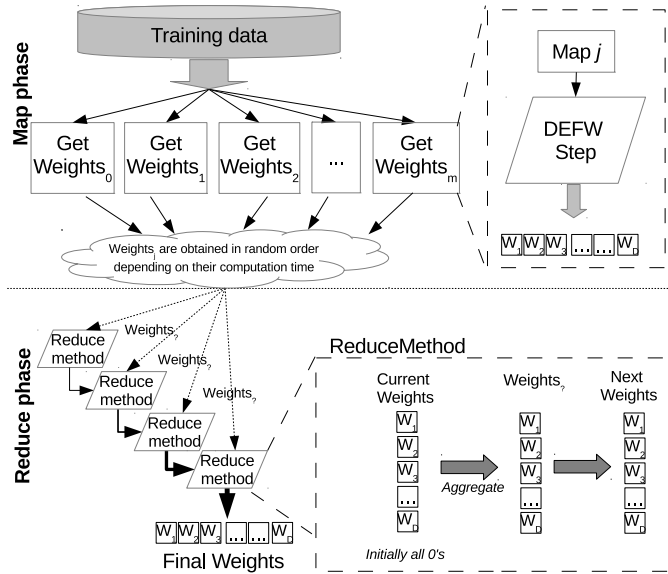 Training data
Map phase
Get
Weights0
Get
Weights1
Get
Weights2
...
Get
Weightsm
Map j
DEFW
Step
W1 W2 W3 ... ... WD
Weightsj are obtained in random order
depending on their computation time
Reduce phase
Reduce
method
Weights?
Reduce
method
Weights?
Reduce
method
Weights?
Reduce
method
W1 W2 W3 ... ... WD
Final Weights
ReduceMethod
Current
Weights
W1
W2
W3
...
WD
Initially all 0's
Aggregate
Weights?
W1
W2
W3
...
WD
Next
Weights
W1
W2
W3
...
WD